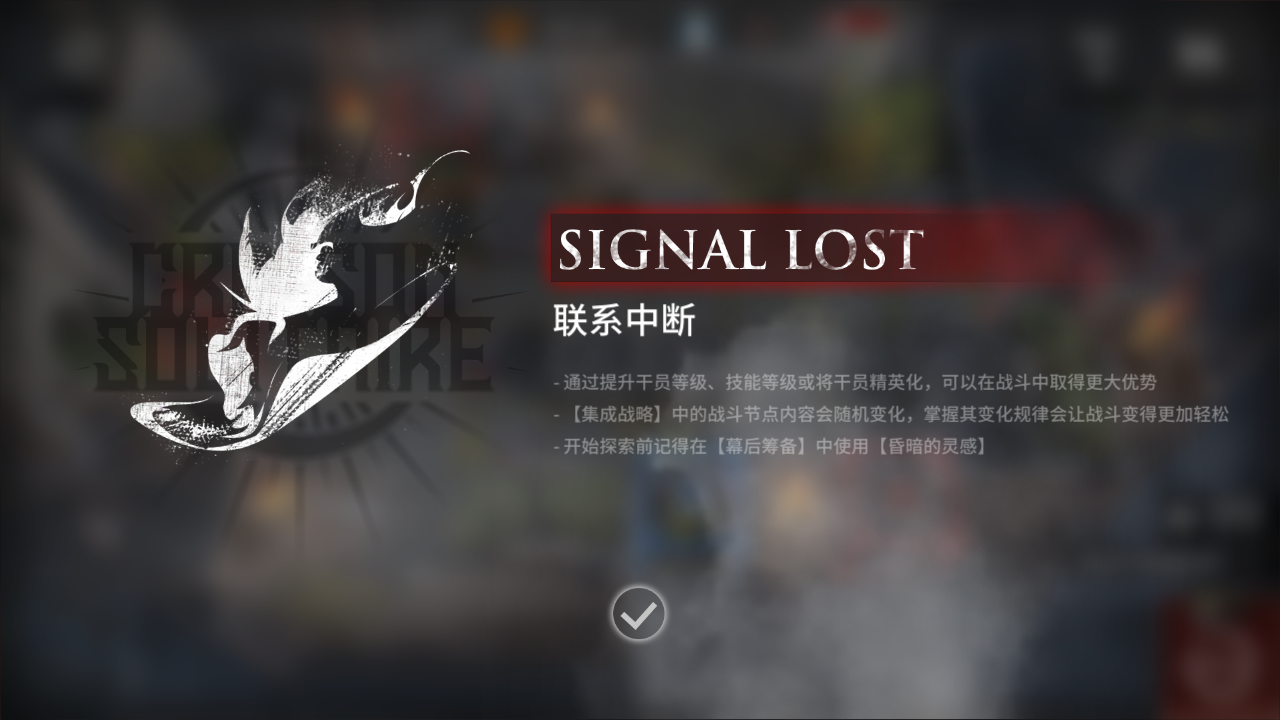 CRIMSON
SOLITAIRE
SIGNAL LOST
联系中断
- 通过提升干员等级、技能等级或将干员精英化，可以在战斗中取得更大优势
- 【集成战略】中的战斗节点内容会随机变化，掌握其变化规律会让战斗变得更加轻松
- 开始探索前记得在【幕后筹备】中使用【昏暗的灵感】